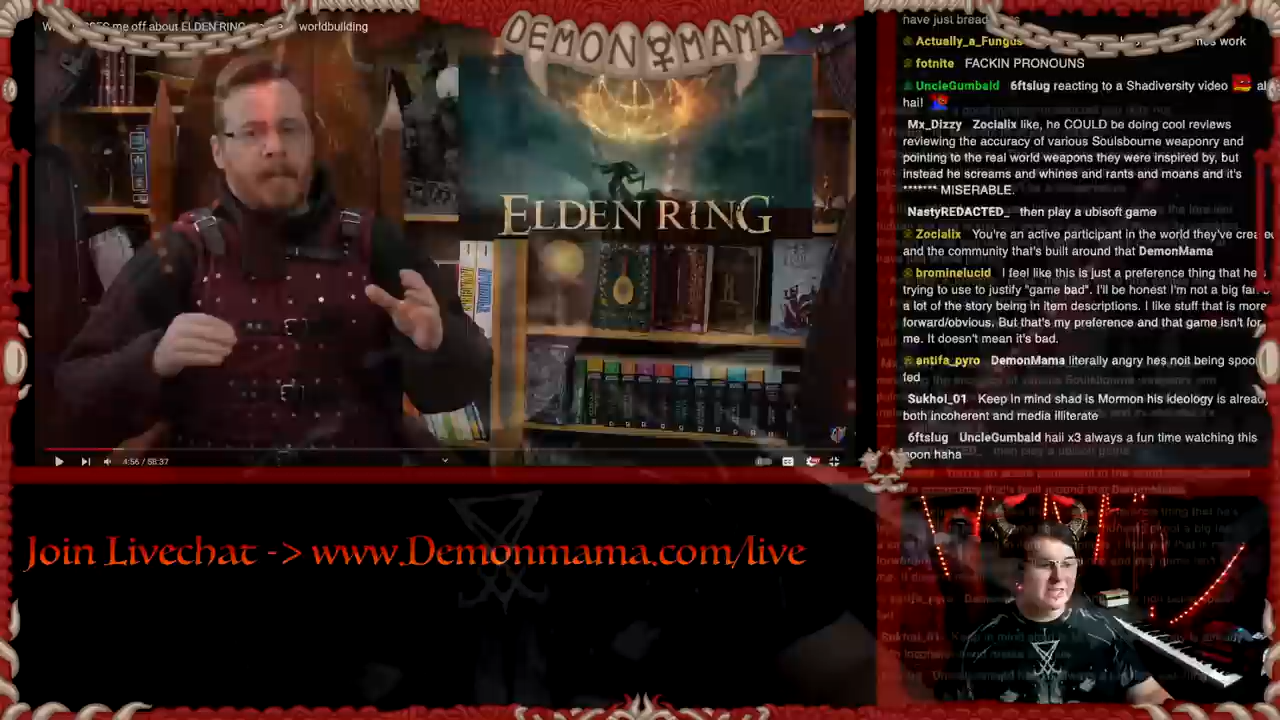 me off about ELDEN RING
worldbuilding
DEMON MAMA
ELDEN RING
4:56 / 58:37
have just bread
Actually_a_Fungus
work
fotnite FACKIN PRONOUNS
UncleGumbald 6ftslug reacting to a Shadiversity video
hai!
Mx_Dizzy Zocialix like, he COULD be doing cool reviews
reviewing the accuracy of various Soulsbourne weaponry and
pointing to the real world weapons they were inspired by, but
instead he screams and whines and rants and moans and it's
******* MISERABLE.
NastyREDACTED_ then play a ubisoft game
Zocialix You're an active participant in the world they've
and the community that's built around that DemonMama
brominelucid I feel like this is just a preference thing that
trying to use to justify "game bad". I'll be honest I'm not a big
a lot of the story being in item descriptions. I like stuff that is more
forward/obvious. But that's my preference and that game isn't for
me. It doesn't mean it's bad.
antifa_pyro DemonMama literally angry hes noit being
fed
Sukhoi_01 Keep in mind shad is Mormon his ideology is
both incoherent and media illiterate
6ftslug UncleGumbald haii x3 always a fun time watching this
haha
Join Livechat -> www.Demonmama.com/live